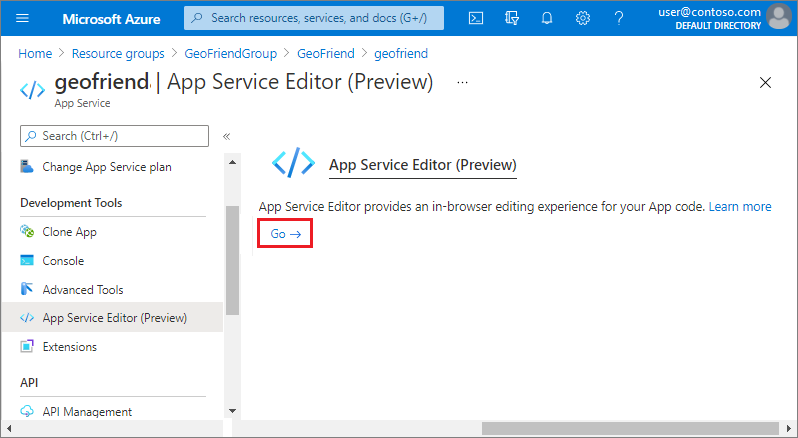 Microsoft Azure
Search resources, services, and docs (G+/)
user@contoso.com
DEFAULT DIRECTORY
Home > Resource groups > GeoFriendGroup > GeoFriend > geofriend
geofriend | App Service Editor (Preview) ...
App Service
Search (Ctrl+/)
Change App Service plan
Development Tools
Clone App
Console
Advanced Tools
App Service Editor (Preview)
Extensions
API
API Management
App Service Editor (Preview)
App Service Editor provides an in-browser editing experience for your App code. Learn more
Go →